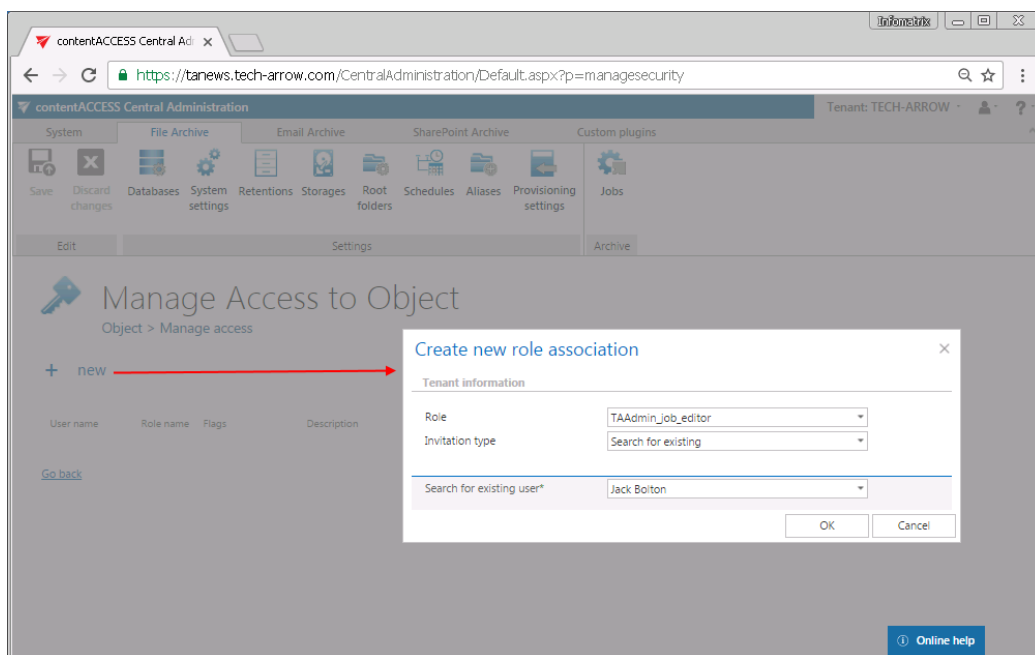 Infomatrix
contentACCESS Central Adr
https://tanews.tech-arrow.com/CentralAdministration/Default.aspx?p=managesecurity
contentACCESS Central Administration
Tenant: TECH-ARROW
?
System File Archive Email Archive SharePoint Archive Custom plugins
Save Discard changes Databases System settings Retentions Storages Root folders Schedules Aliases Provisioning settings Jobs
Edit Settings Archive
Manage Access to Object
Object > Manage access
+ new
User name Role name Flags Description
Go back
Create new role association
Tenant information
Role TAAdmin_job_editor
Invitation type Search for existing
Search for existing user* Jack Bolton
OK Cancel
Online help